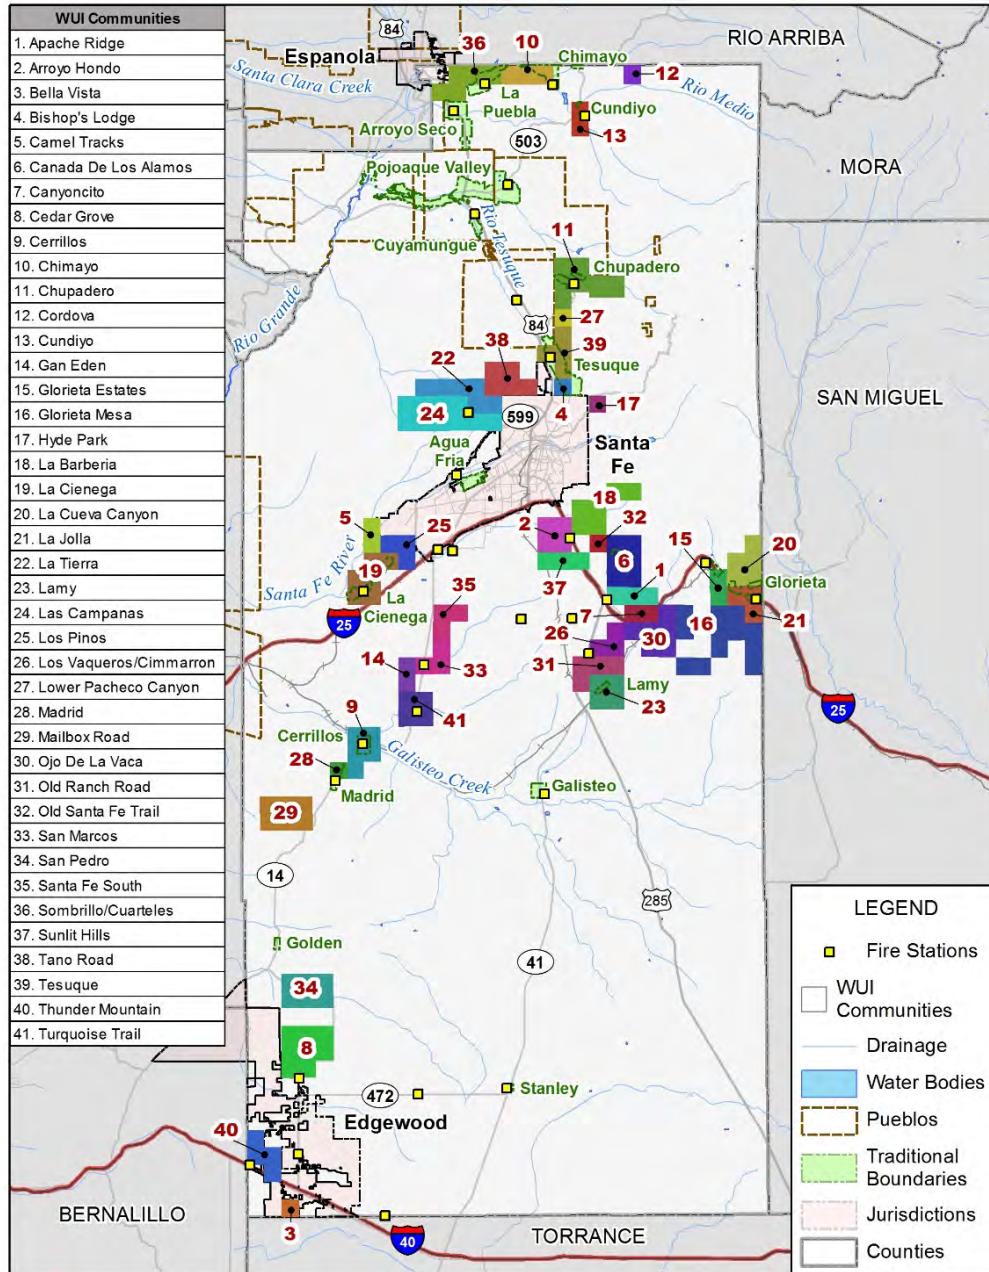 WUI Communities
1. Apache Ridge
2. Arroyo Hondo
3. Bella Vista
4. Bishop's Lodge
5. Camel Tracks
6. Canada De Los Alamos
7. Canyoncito
8. Cedar Grove
9. Cerrillos
10. Chimayo
11. Chupadero
12. Cordova
13. Cundiyo
14. Gan Eden
15. Glorieta Estates
16. Glorieta Mesa
17. Hyde Park
18. La Barberia
19. La Cienega
20. La Cueva Canyon
21. La Jolla
22. La Tierra
23. Lamy
24. Las Campanas
25. Los Pinos
26. Los Vaqueros/Cimmarron
27. Lower Pacheco Canyon
28. Madrid
29. Mailbox Road
30. Ojo De La Vaca
31. Old Ranch Road
32. Old Santa Fe Trail
33. San Marcos
34. San Pedro
35. Santa Fe South
36. Sombrillo/Cuarteles
37. Sunlit Hills
38. Tano Road
39. Tesuque
40. Thunder Mountain
41. Turquoise Trail
84
36
10
Chimayo
RIO ARRIBA
Espanola
12
Santa Clara Creek
La
Puebla
Rio Medio
Cundiyo
Arroyo Seco
13
503
Pojoaque Valley
MORA
Rio Tesuque
Cuyamungue
11
Chupadero
Rio Grande
27
84
39
38
Tesuque
22
SAN MIGUEL
24
599
4
17
Agua
Fria
Santa
Fe
18
5
25
2
32
6
15
20
Glorieta
37
19
1
Santa Fe River
La
Cienega
35
7
16
21
25
30
26
33
14
31
Lamy
23
41
25
9
Cerrillos
Galisteo Creek
28
Madrid
Galisteo
29
14
285
Golden
41
34
8
Stanley
472
Edgewood
40
BERNALILLO
3
40
TORRANCE
LEGEND
Fire Stations
WUI
Communities
Drainage
Water Bodies
Pueblos
Traditional
Boundaries
Jurisdictions
Counties